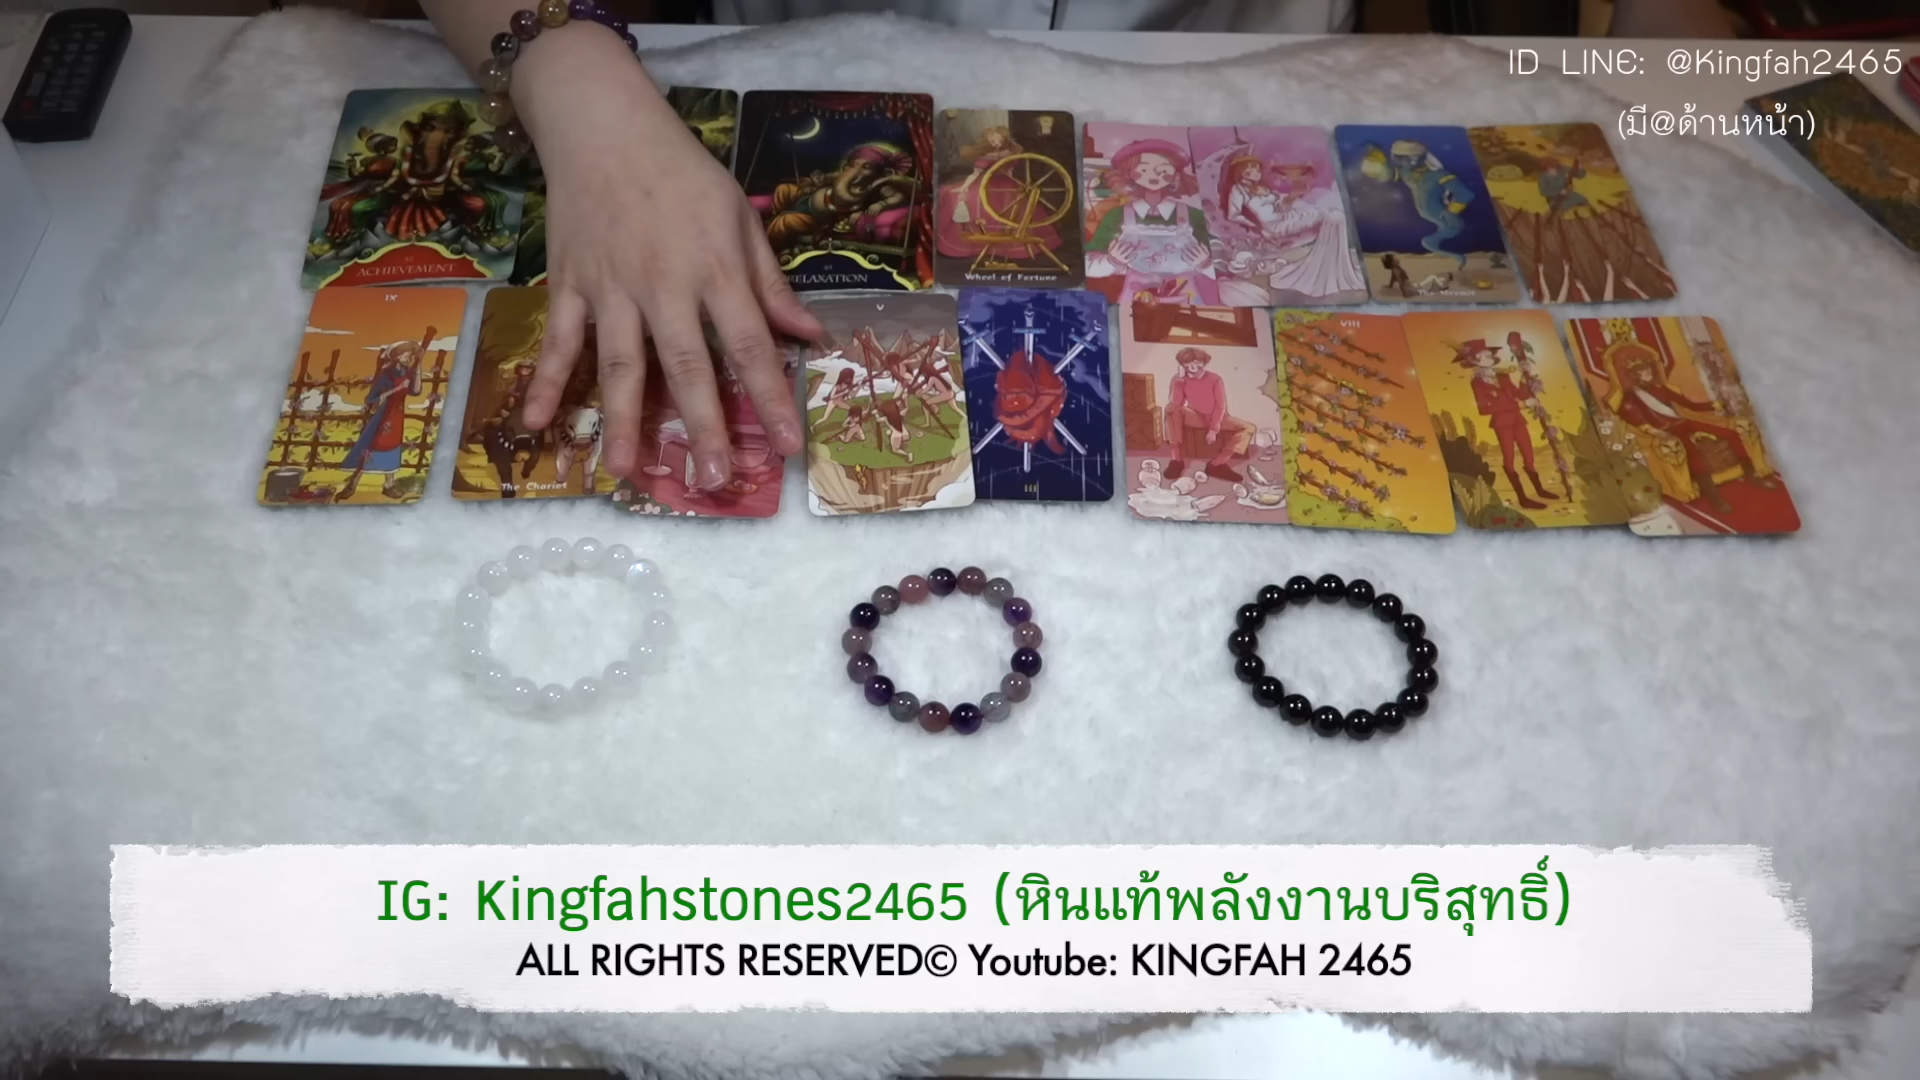 ID LINE: @Kingfah2465
(มี@ด้านหน้า)
ACHIEVEMENT
RELAXATION
Wheel of Fortune
IX
The Chariot
V
III
VIII
IG: Kingfahstones2465 (หินแท้พลังงานบริสุทธิ์)
ALL RIGHTS RESERVED© Youtube: KINGFAH 2465